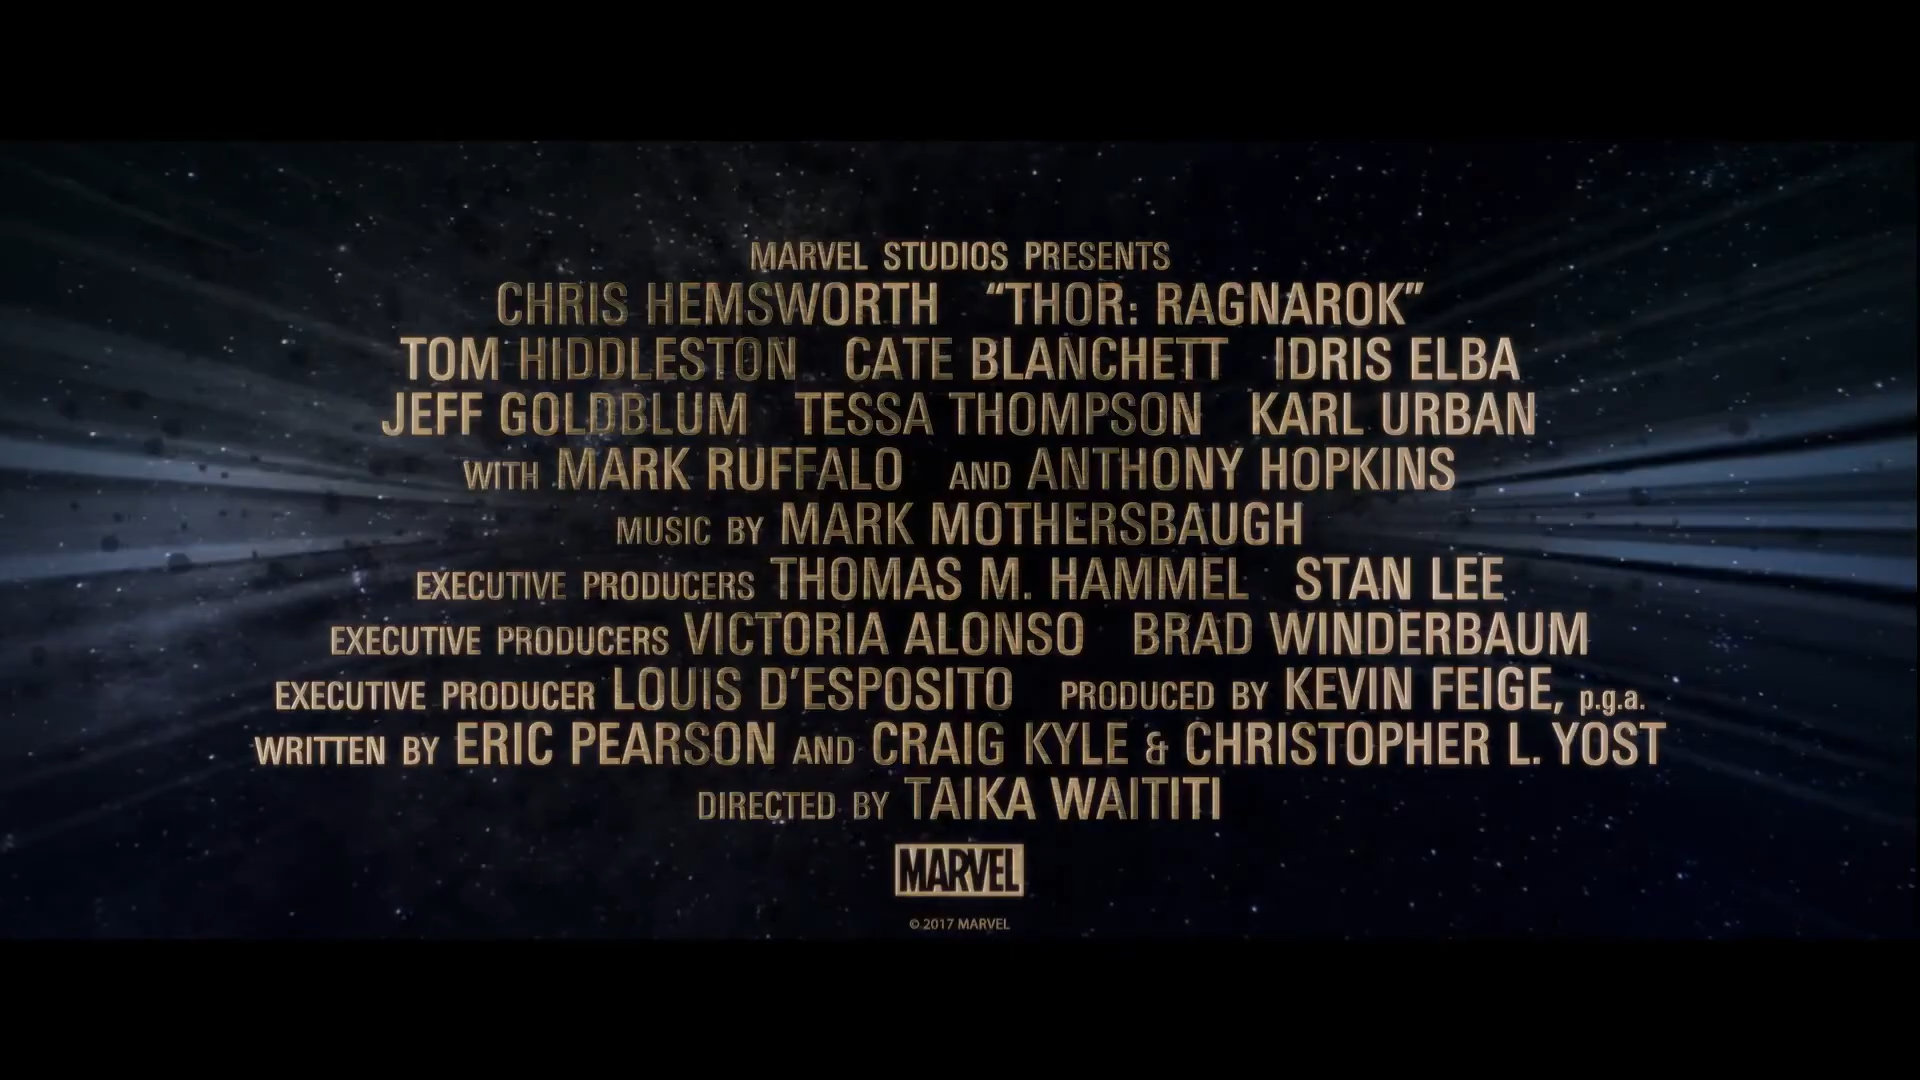 MARVEL STUDIOS PRESENTS
CHRIS HEMSWORTH “THOR: RAGNAROK”
TOM HIDDLESTON CATE BLANCHETT IDRIS ELBA
JEFF GOLDBLUM TESSA THOMPSON KARL URBAN
WITH MARK RUFFALO AND ANTHONY HOPKINS
MUSIC BY MARK MOTHERSBAUGH
EXECUTIVE PRODUCERS THOMAS M. HAMMEL STAN LEE
EXECUTIVE PRODUCERS VICTORIA ALONSO BRAD WINDERBAUM
EXECUTIVE PRODUCER LOUIS D’ESPOSITO PRODUCED BY KEVIN FEIGE, p.g.a.
WRITTEN BY ERIC PEARSON AND CRAIG KYLE & CHRISTOPHER L. YOST
DIRECTED BY TAIKA WAITITI
MARVEL
© 2017 MARVEL